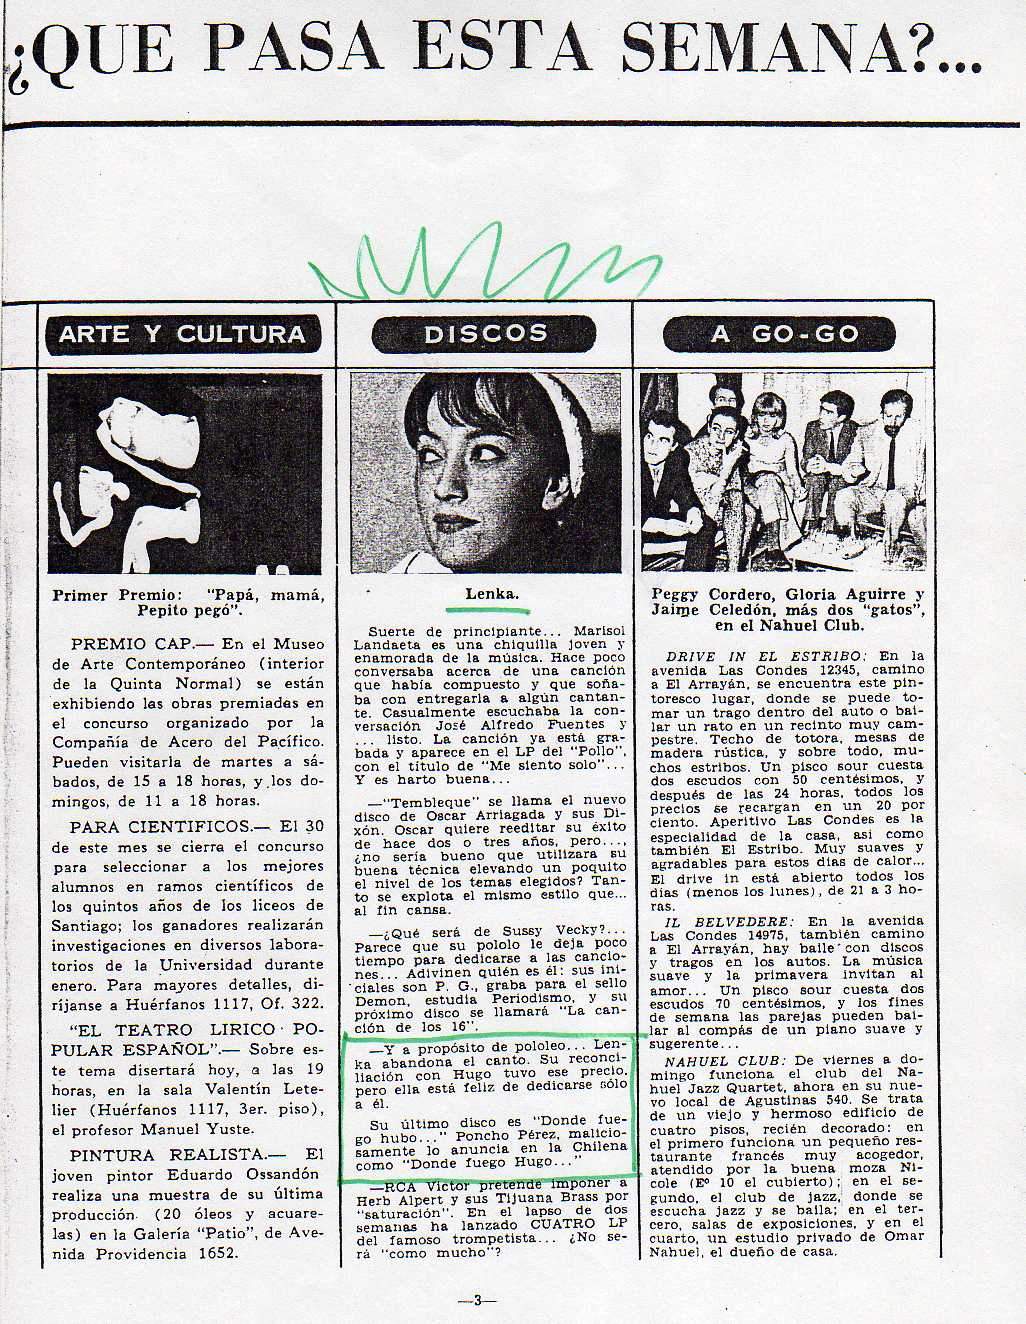 ¿QUE PASA ESTA SEMANA?...
ARTE Y CULTURA
Primer Premio: "Papá, mamá,
Pepito pegó".
PREMIO CAP.— En el Museo
de Arte Contemporáneo (interior
de la Quinta Normal) se están
exhibiendo las obras premiadas en
el concurso organizado por la
Compañía de Acero del Pacífico.
Pueden visitarla de martes a sá-
bados, de 15 a 18 horas, y los do-
mingos, de 11 a 18 horas.
PARA CIENTIFICOS.— El 30
de este mes se cierra el concurso
para seleccionar a los mejores
alumnos en ramos científicos de
los quintos años de los liceos de
Santiago; los ganadores realizarán
investigaciones en diversos labora-
torios de la Universidad durante
enero. Para mayores detalles, di-
ríjanse a Huérfanos 1117, Of. 322.
"EL TEATRO LIRICO PO-
PULAR ESPAÑOL".— Sobre es-
te tema disertará hoy, a las 19
horas, en la sala Valentín Lete-
lier (Huérfanos 1117, 3er. piso),
el profesor Manuel Yuste.
PINTURA REALISTA.— El
joven pintor Eduardo Ossandón
realiza una muestra de su última
producción. (20 óleos y acuare-
las) en la Galería "Patio", de Ave-
nida Providencia 1652.
DISCOS
Lenka.
Suerte de principiante... Marisol
Landaeta es una chiquilla joven y
enamorada de la música. Hace poco
conversaba acerca de una canción
que había compuesto y que soña-
ba con entregarla a algún cantan-
te. Casualmente escuchaba la con-
versación José Alfredo Fuentes y
... listo. La canción ya está gra-
bada y aparece en el LP del "Pollo",
con el título de "Me siento solo"...
Y es harto buena...
—"Tembleque" se llama el nuevo
disco de Oscar Arriagada y sus Di-
xón. Oscar quiere reeditar su éxito
de hace dos o tres años, pero...,
¿no sería bueno que utilizara su
buena técnica elevando un poquito
el nivel de los temas elegidos? Tan-
to se explota el mismo estilo que...
al fin cansa.
—¿Qué será de Sussy Vecky?...
Parece que su pololo le deja poco
tiempo para dedicarse a las cancio-
nes... Adivinen quién es él: sus ini-
ciales son P. G., graba para el sello
Demon, estudia Periodismo, y su
próximo disco se llamará "La can-
ción de los 16".
—Y a propósito de pololeo... Len-
ka abandona el canto. Su reconci-
liación con Hugo tuvo ese precio,
pero ella está feliz de dedicarse sólo
a él.
Su último disco es "Donde fue-
go hubo..." Poncho Pérez, malicio-
samente lo anuncia en la Chilena
como "Donde fuego Hugo..."
—RCA Victor pretende imponer a
Herb Alpert y sus Tijuana Brass por
"saturación". En el lapso de dos
semanas ha lanzado CUATRO LP
del famoso trompetista... ¿No se-
rá "como mucho"?
A GO-GO
Peggy Cordero, Gloria Aguirre y
Jaime Celedón, más dos "gatos",
en el Nahuel Club.
DRIVE IN EL ESTRIBO: En la
avenida Las Condes 12345, camino
a El Arrayán, se encuentra este pin-
toresco lugar, donde se puede to-
mar un trago dentro del auto o bai-
lar un rato en un recinto muy cam-
pestre. Techo de totora, mesas de
madera rústica, y sobre todo, mu-
chos estribos. Un pisco sour cuesta
dos escudos con 50 centésimos, y
después de las 24 horas, todos los
precios se recargan en un 20 por
ciento. Aperitivo Las Condes es la
especialidad de la casa, así como
también El Estribo. Muy suaves y
agradables para estos días de calor...
El drive in está abierto todos los
días (menos los lunes), de 21 a 3 ho-
ras.
IL BELVEDERE: En la avenida
Las Condes 14975, también camino
a El Arrayán, hay baile con discos
y tragos en los autos. La música
suave y la primavera invitan al
amor... Un pisco sour cuesta dos
escudos 70 centésimos, y los fines
de semana las parejas pueden bai-
lar al compás de un piano suave y
sugerente...
NAHUEL CLUB: De viernes a do-
mingo funciona el club del Na-
huel Jazz Quartet, ahora en su nue-
vo local de Agustinas 540. Se trata
de un viejo y hermoso edificio de
cuatro pisos, recién decorado: en
el primero funciona un pequeño res-
taurante francés muy acogedor,
atendido por la buena moza Ni-
cole (Eº 10 el cubierto); en el se-
gundo, el club de jazz, donde se
escucha jazz y se baila; en el ter-
cero, salas de exposiciones, y en el
cuarto, un estudio privado de Omar
Nahuel, el dueño de casa.
—3—